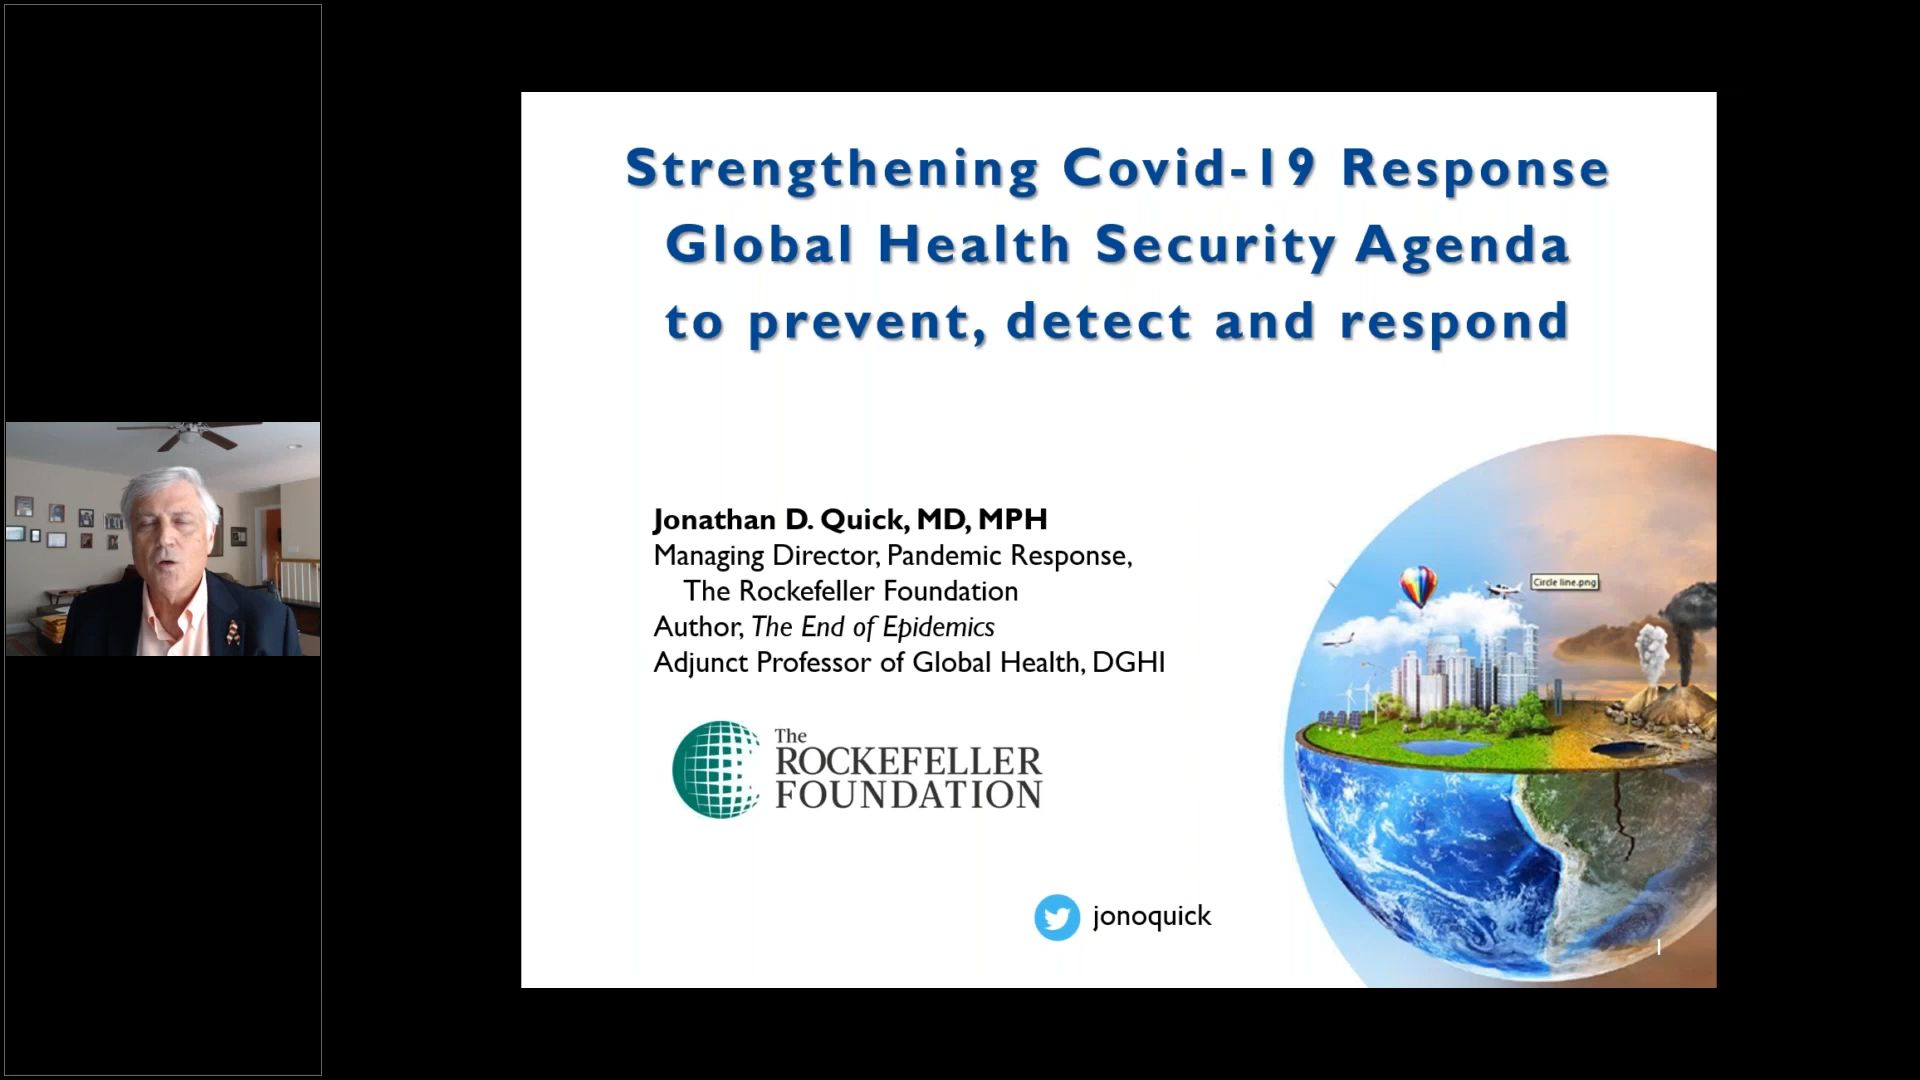 Strengthening Covid-19 Response
Global Health Security Agenda
to prevent, detect and respond
Jonathan D. Quick, MD, MPH
Managing Director, Pandemic Response,
The Rockefeller Foundation
Author, The End of Epidemics
Adjunct Professor of Global Health, DGHI
Circle line.png
The
ROCKEFELLER
FOUNDATION
jonoquick
1